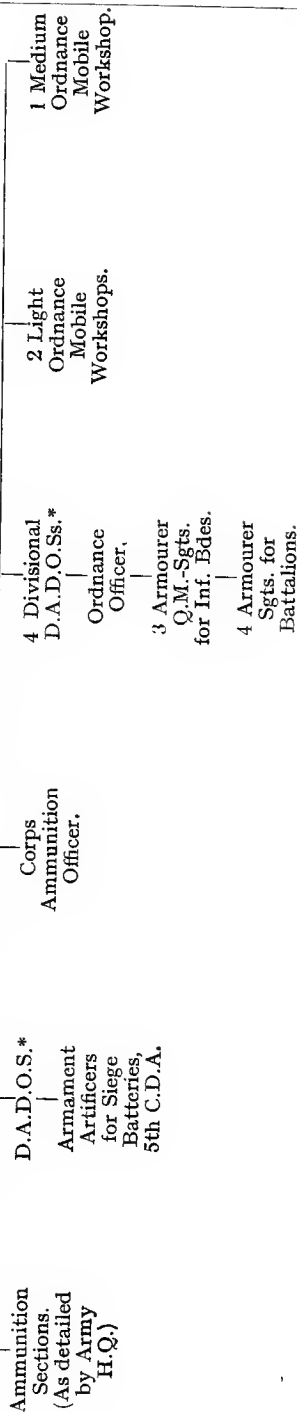 Ammunition
Sections.
(As detailed
by Army
H.Q.)
D.A.D.O.S.*
Armament
Artificers
for Siege
Batteries,
5th C.D.A.
Corps
Ammunition
Officer.
4 Divisional
D.A.D.O.Ss.*
Ordnance
Officer.
3 Armourer
Q.M.-Sgts.
for Inf. Bdes.
4 Armourer
Sgts. for
Battalions.
2 Light
Ordnance
Mobile
Workshops.
1 Medium
Ordnance
Mobile
Workshop.